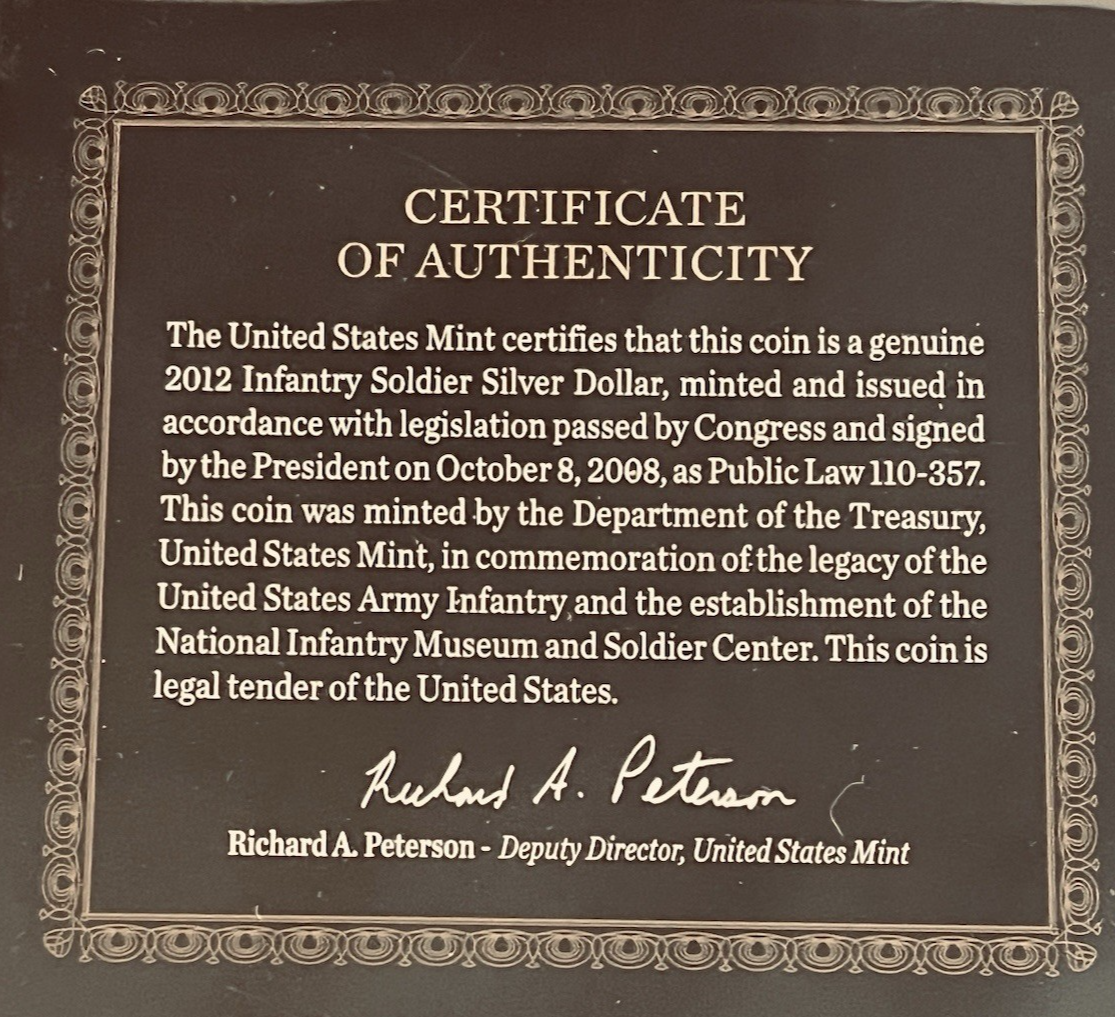 CERTIFICATE
OF AUTHENTICITY
The United States Mint certifies that this coin is a genuine
2012 Infantry Soldier Silver Dollar, minted and issued in
accordance with legislation passed by Congress and signed
by the President on October 8, 2008, as Public Law 110-357.
This coin was minted by the Department of the Treasury,
United States Mint, in commemoration of the legacy of the
United States Army Infantry and the establishment of the
National Infantry Museum and Soldier Center. This coin is
legal tender of the United States.
Richard A. Peterson
Richard A. Peterson - Deputy Director, United States Mint